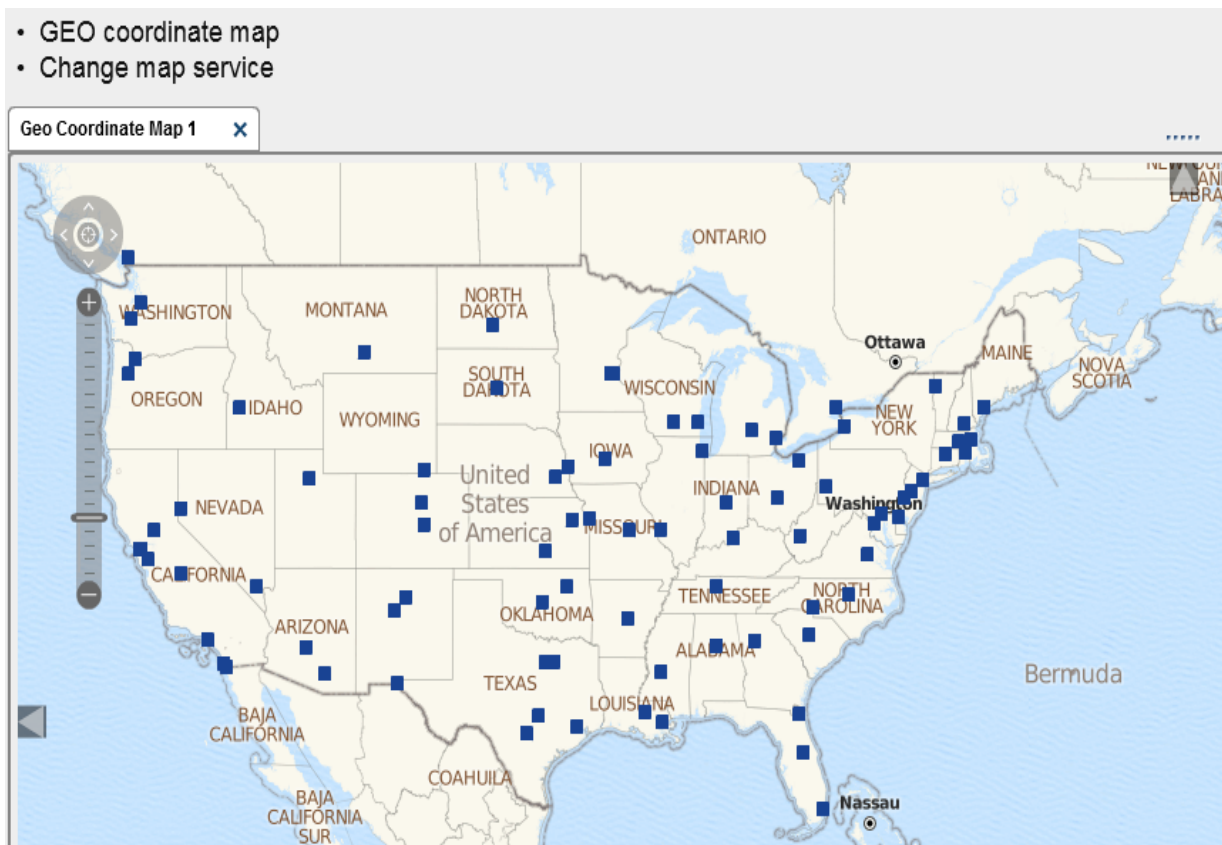 • GEO coordinate map
• Change map service
Geo Coordinate Map 1
ONTARIO
WASHINGTON
MONTANA
NORTH
DAKOTA
Ottawa
MAINE
NOVA
SCOTIA
OREGON
IDAHO
WYOMING
SOUTH
DAKOTA
WISCONSIN
NEW
YORK
IOWA
United
States
of America
NEVADA
INDIANA
Washington
MISSOURI
CALIFORNIA
ARIZONA
OKLAHOMA
TENNESSEE
NORTH
CAROLINA
ALABAMA
TEXAS
LOUISIANA
Bermuda
BAJA
CALIFORNIA
COAHUILA
BAJA
CALIFORNIA
SUR
Nassau